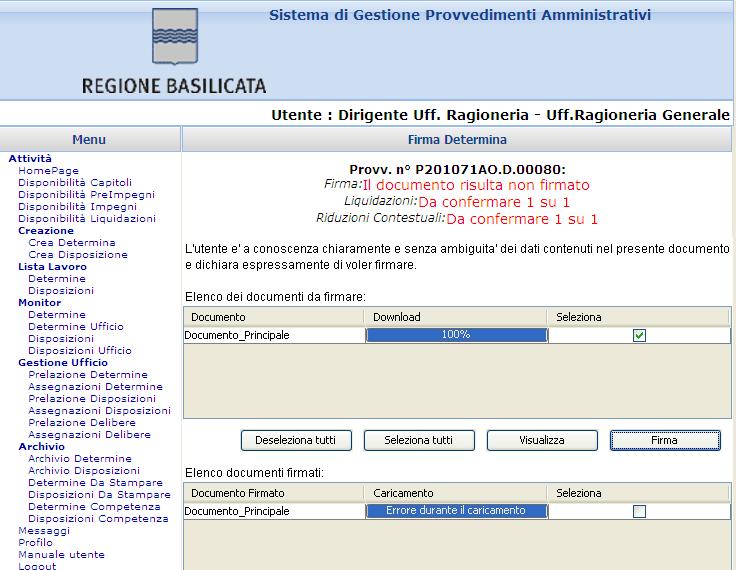 Sistema di Gestione Provvedimenti Amministrativi
REGIONE BASILICATA
Utente : Dirigente Uff. Ragioneria - Uff.Ragioneria Generale
Menu
Attività
HomePage
Disponibilità Capitoli
Disponibilità PreImpegni
Disponibilità Impegni
Disponibilità Liquidazioni
Creazione
Crea Determina
Crea Disposizione
Lista Lavoro
Determine
Disposizioni
Monitor
Determine
Determine Ufficio
Disposizioni
Disposizioni Ufficio
Gestione Ufficio
Prelazione Determine
Assegnazioni Determine
Prelazione Disposizioni
Assegnazioni Disposizioni
Prelazione Delibere
Assegnazioni Delibere
Archivio
Archivio Determine
Archivio Disposizioni
Determine Da Stampare
Disposizioni Da Stampare
Determine Competenza
Disposizioni Competenza
Messaggi
Profilo
Manuale utente
Logout
Firma Determina
Provv. n° P201071AO.D.00080:
Firma:Il documento risulta non firmato
Liquidazioni:Da confermare 1 su 1
Riduzioni Contestuali:Da confermare 1 su 1
L'utente e' a conoscenza chiaramente e senza ambiguita' dei dati contenuti nel presente documento
e dichiara espressamente di voler firmare.
Elenco dei documenti da firmare:
Documento Download Seleziona
Documento_Principale 100%
Deseleziona tutti Seleziona tutti Visualizza Firma
Elenco documenti firmati:
Documento Firmato Caricamento Seleziona
Documento_Principale Errore durante il caricamento